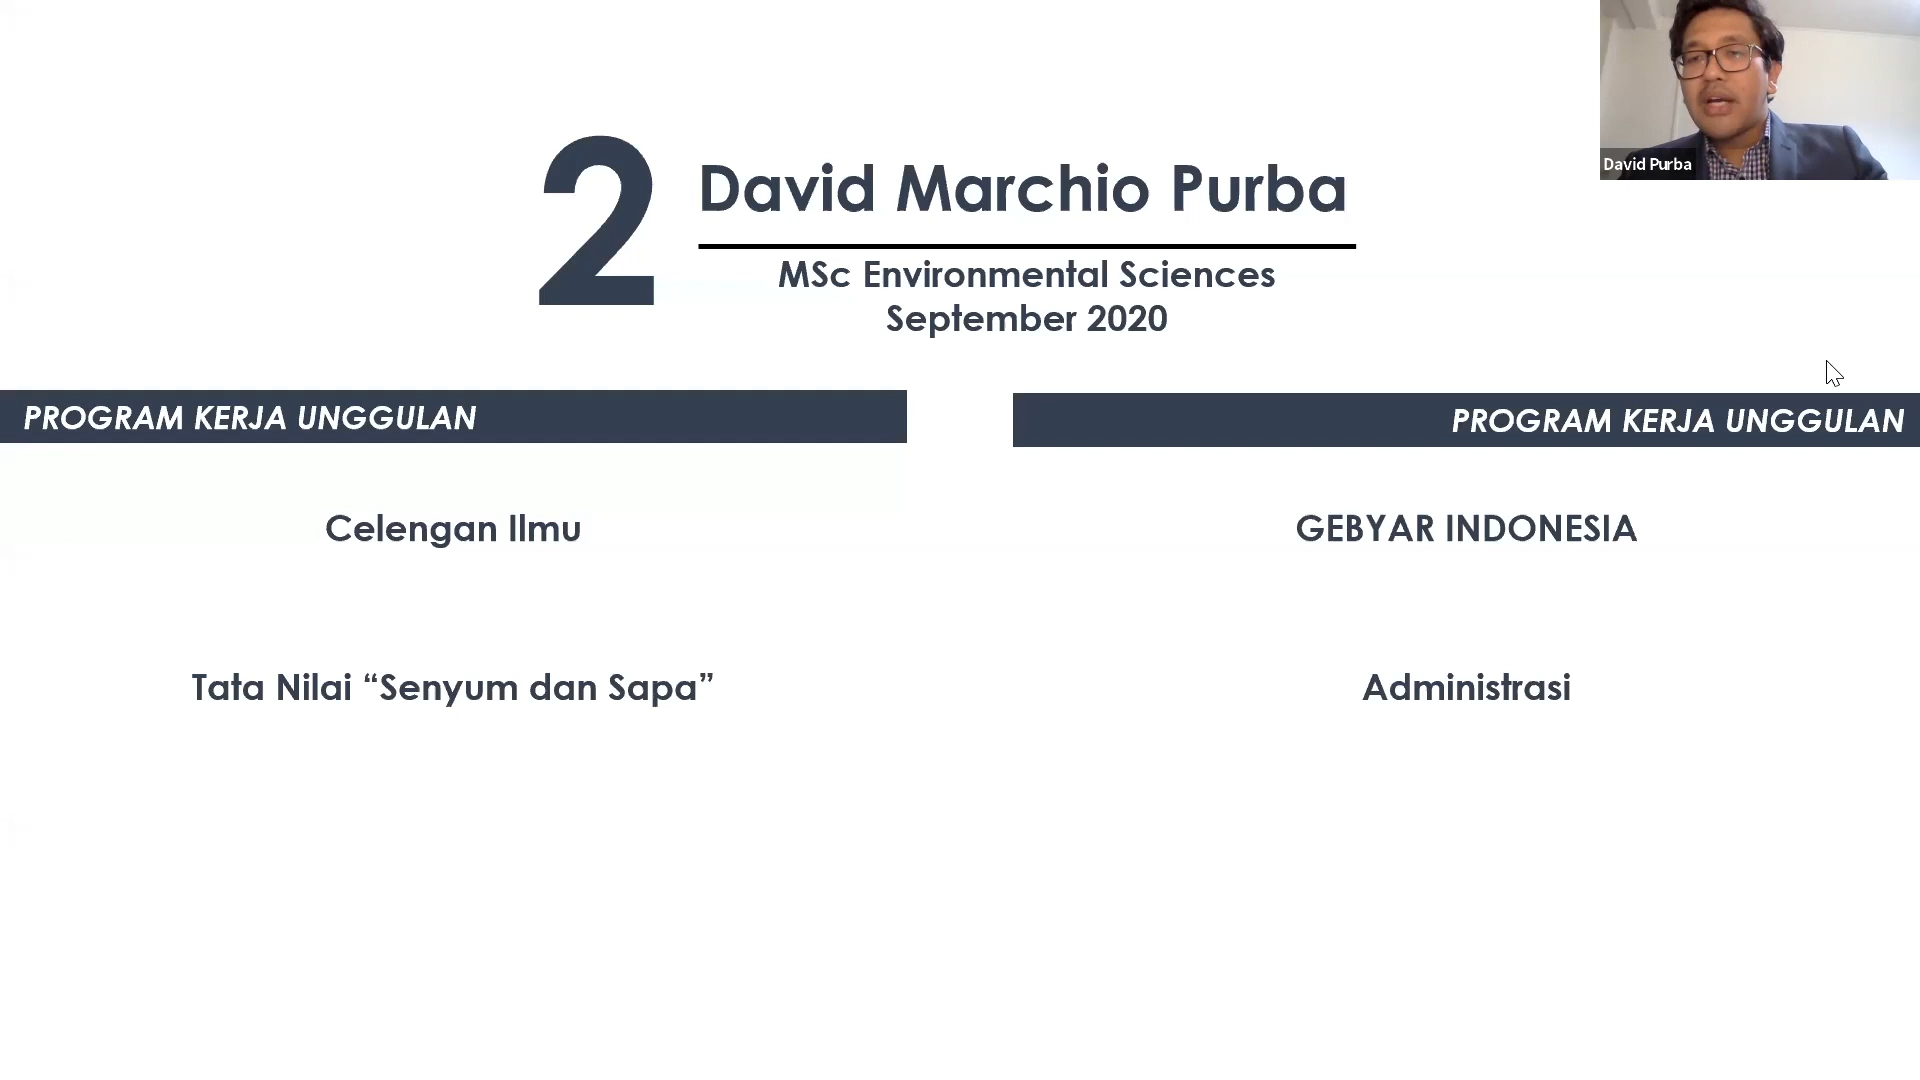 2
David Marchio Purba
MSc Environmental Sciences
September 2020
David Purba
PROGRAM KERJA UNGGULAN
Celengan Ilmu
Tata Nilai “Senyum dan Sapa”
PROGRAM KERJA UNGGULAN
GEBYAR INDONESIA
Administrasi